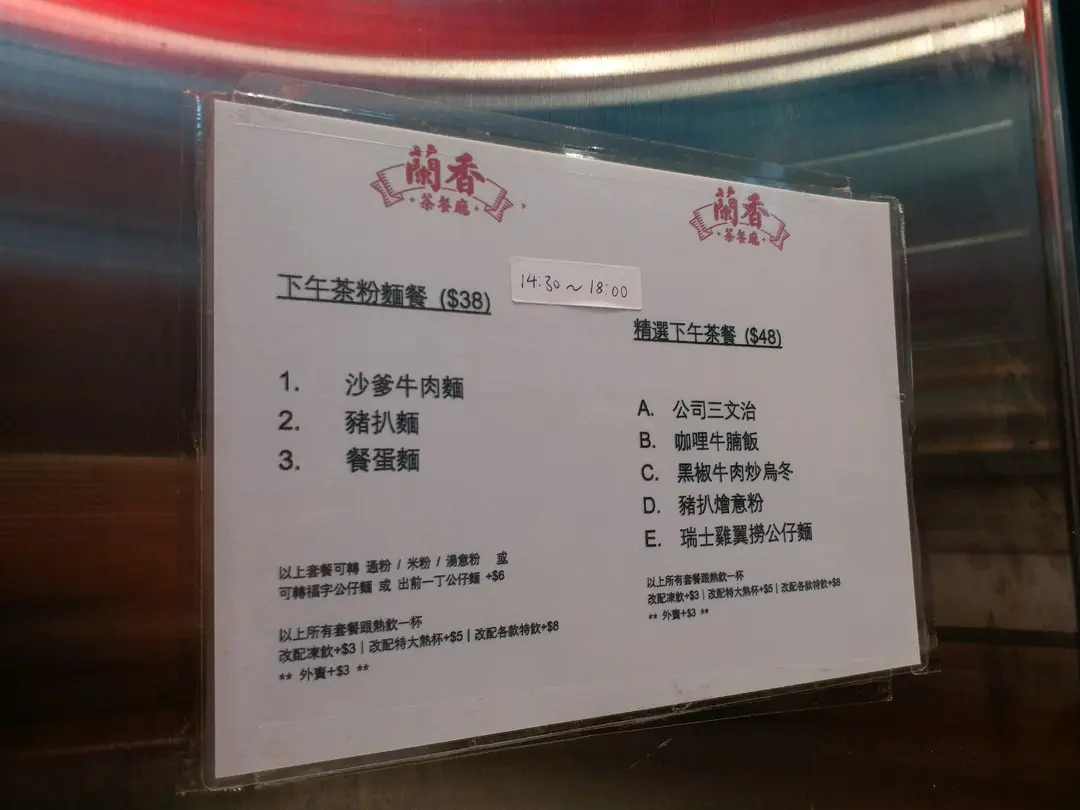 蘭香
茶餐廳
下午茶粉麵餐 ($38)
1. 沙爹牛肉麵
2. 豬扒麵
3. 餐蛋麵
以上套餐可轉 通粉 / 米粉 / 湯意粉 或
可轉福字公仔麵 或 出前一丁公仔麵 +$6
以上所有套餐跟熱飲一杯
改配凍飲+$3 | 改配特大熱杯+$5 | 改配各款特飲+$8
** 外賣+$3 **
14:30~18:00
蘭香
茶餐廳
精選下午茶餐 ($48)
A. 公司三文治
B. 咖哩牛腩飯
C. 黑椒牛肉炒烏冬
D. 豬扒燴意粉
E. 瑞士雞翼撈公仔麵
以上所有套餐跟熱飲一杯
改配凍飲+$3 | 改配特大熱杯+$5 | 改配各款特飲+$8
** 外賣+$3 **